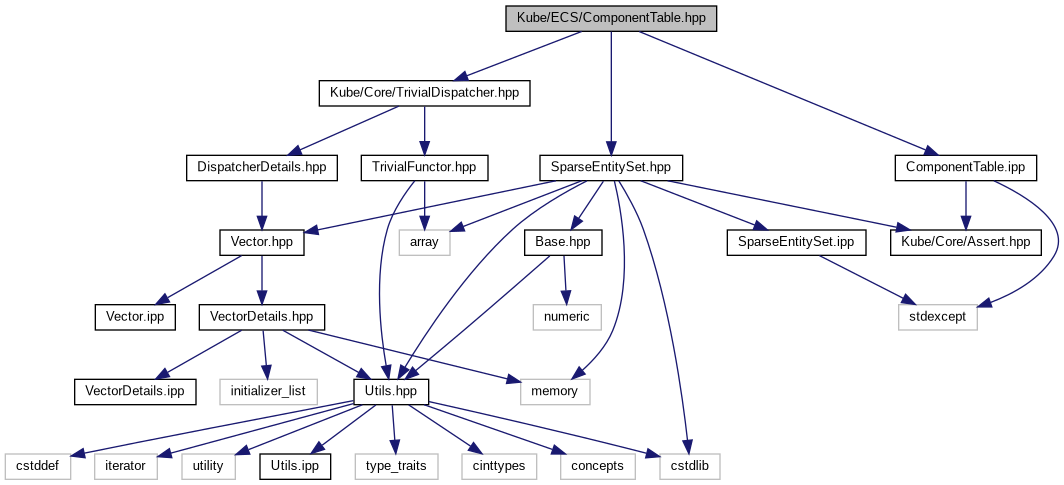 Kube/ECS/ComponentTable.hpp
Kube/Core/TrivialDispatcher.hpp
DispatcherDetails.hpp
TrivialFunctor.hpp
SparseEntitySet.hpp
ComponentTable.ipp
Vector.hpp
array
Base.hpp
SparseEntitySet.ipp
Kube/Core/Assert.hpp
Vector.ipp
VectorDetails.hpp
numeric
stdexcept
VectorDetails.ipp
initializer_list
Utils.hpp
memory
cstddef
iterator
utility
Utils.ipp
type_traits
cinttypes
concepts
cstdlib